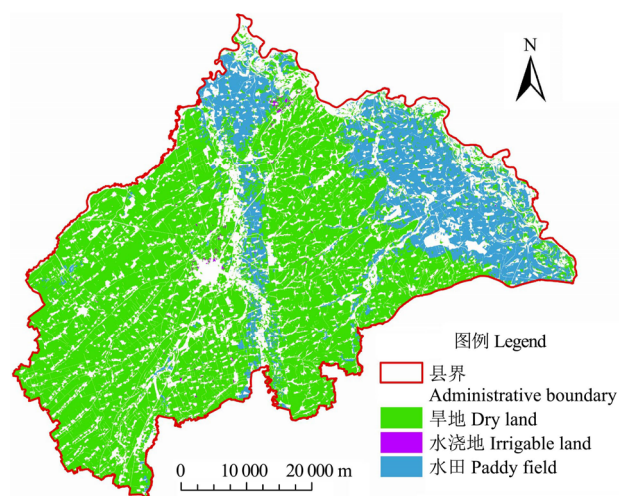 N
图例 Legend
县界
Administrative boundary
旱地 Dry land
水浇地 Irrigable land
水田 Paddy field
0 10 000 20 000 m